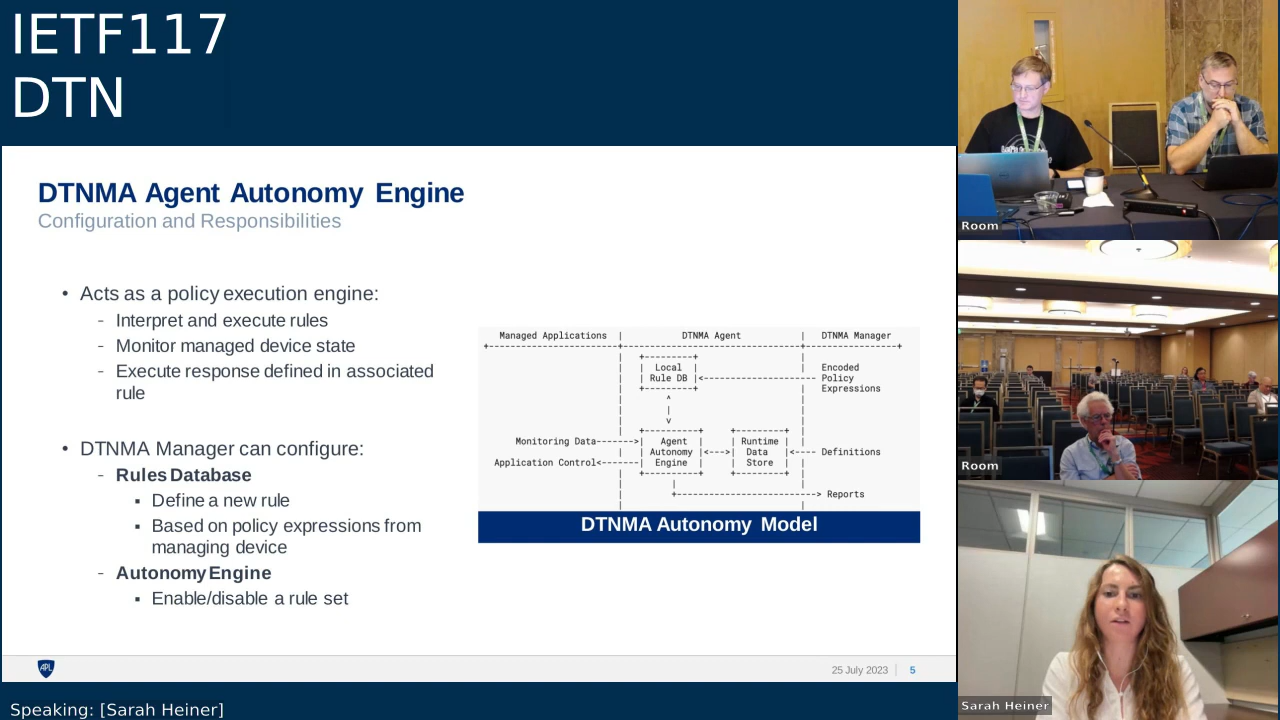 IETF117
DTN
DTNMA Agent Autonomy Engine
Configuration and Responsibilities
• Acts as a policy execution engine:
- Interpret and execute rules
- Monitor managed device state
- Execute response defined in associated
rule
• DTNMA Manager can configure:
- Rules Database
▪ Define a new rule
▪ Based on policy expressions from
managing device
- Autonomy Engine
▪ Enable/disable a rule set
Managed Applications | DTNMA Agent | DTNMA Manager
Local Encoded
Rule DB Policy
Expressions
Monitoring Data Agent Runtime
Autonomy Data Definitions
Application Control Engine Store
Reports
DTNMA Autonomy Model
APL
25 July 2023 | 5
Speaking: [Sarah Heiner]
Room
Room
Sarah Heiner